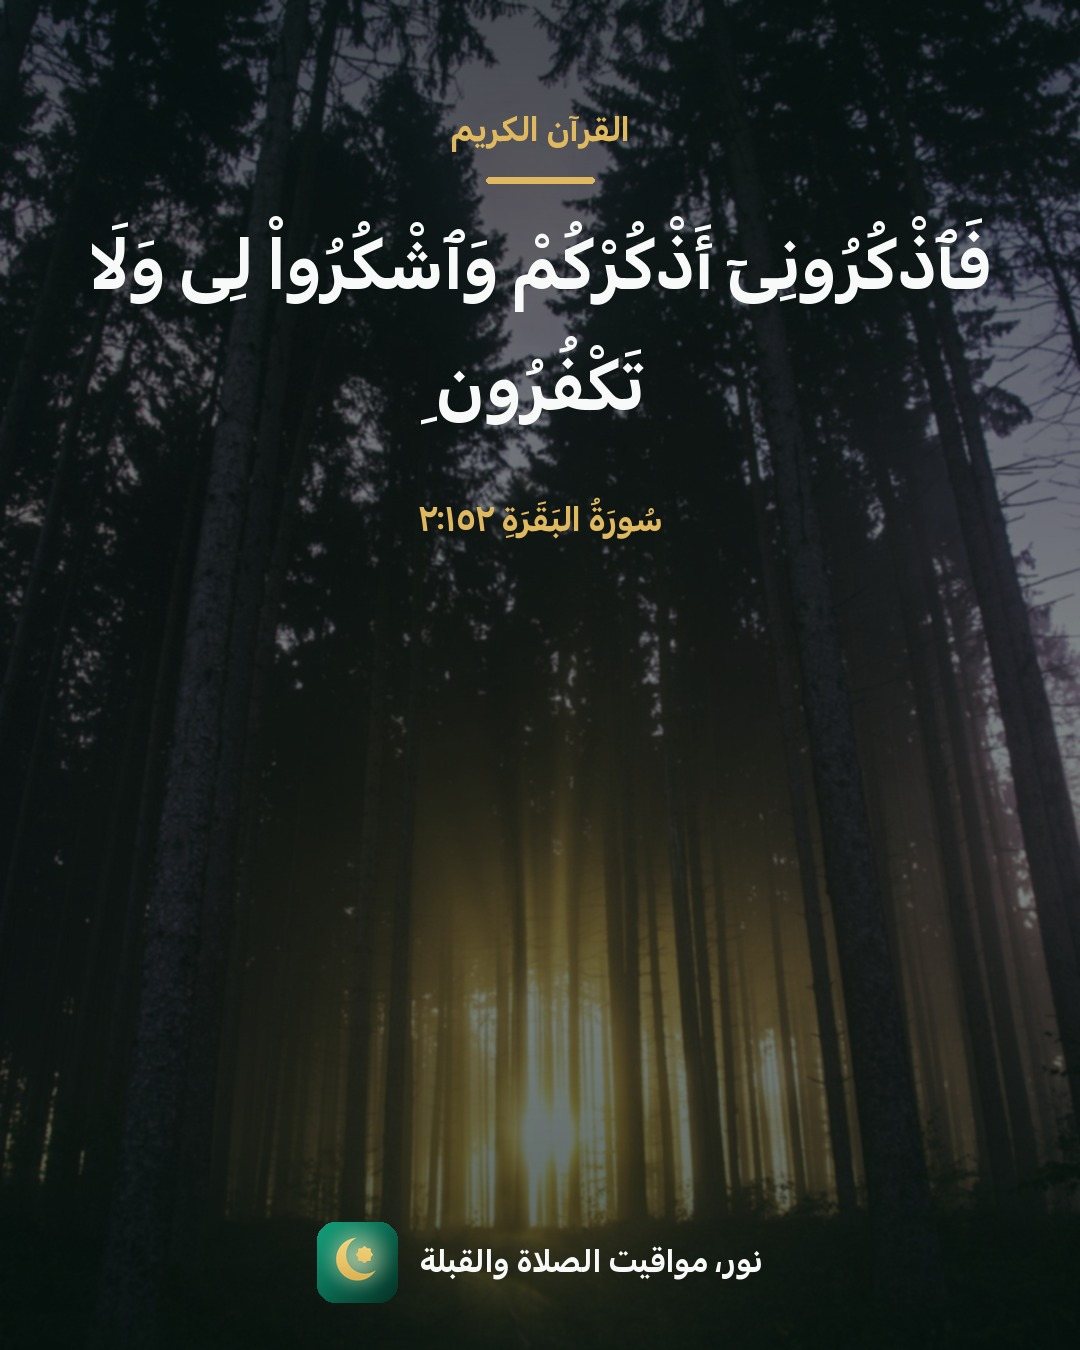 القرآن الكريم
فَٱذْكُرُونِىٓ أَذْكُرْكُمْ وَٱشْكُرُوا۟ لِى وَلَا
تَكْفُرُونِ
سُورَةُ البَقَرَةِ ٢:١٥٢
نور، مواقيت الصلاة والقبلة